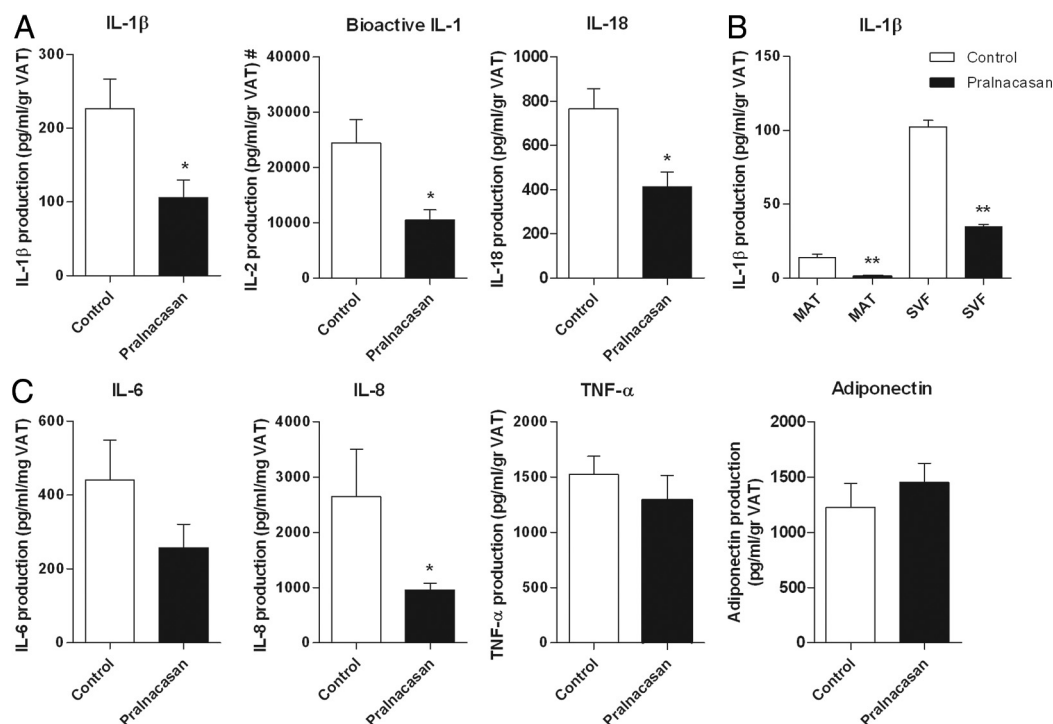 A
IL-1β
IL-1β production (pg/ml/gr VAT)
300
200
100
0
*
Control
Pralnacasan
Bioactive IL-1
IL-2 production (pg/ml/gr VAT) #
40000
30000
20000
10000
0
*
Control
Pralnacasan
IL-18
IL-18 production (pg/ml/gr VAT)
1000
800
600
400
200
0
*
Control
Pralnacasan
B
IL-1β
IL-1β production (pg/ml/gr VAT)
150
100
50
0
Control
Pralnacasan
**
**
MAT
MAT
SVF
SVF
C
IL-6
IL-6 production (pg/ml/mg VAT)
600
400
200
0
Control
Pralnacasan
IL-8
IL-8 production (pg/ml/gr VAT)
4000
3000
2000
1000
0
*
Control
Pralnacasan
TNF-α
TNF-α production (pg/ml/gr VAT)
2000
1500
1000
500
0
Control
Pralnacasan
Adiponectin
Adiponectin production
(pg/ml/gr VAT)
2000
1500
1000
500
0
Control
Pralnacasan